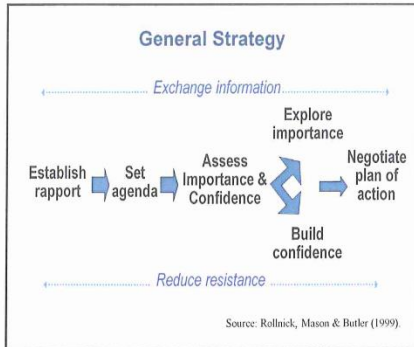 General Strategy
Exchange information
Explore
importance
Establish
rapport
Set
agenda
Assess
Importance &
Confidence
Negotiate
plan of
action
Build
confidence
Reduce resistance
Source: Rollnick, Mason & Butler (1999).